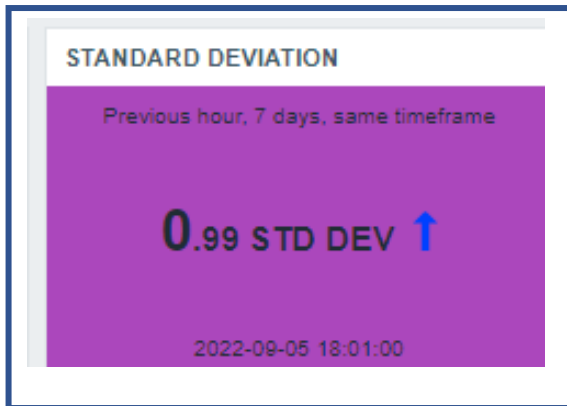 STANDARD DEVIATION
Previous hour, 7 days, same timeframe
0.99 STD DEV ↑
2022-09-05 18:01:00